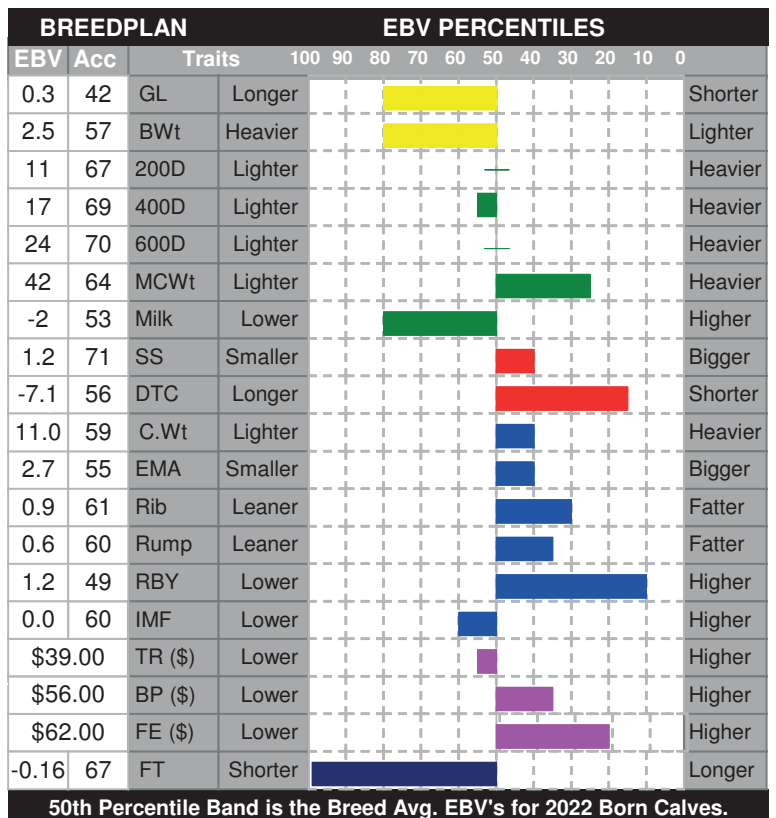 BREEDPLAN EBV PERCENTILES
EBV Acc Traits 100 90 80 70 60 50 40 30 20 10 0
0.3 42 GL Longer Shorter
2.5 57 BWt Heavier Lighter
11 67 200D Lighter Heavier
17 69 400D Lighter Heavier
24 70 600D Lighter Heavier
42 64 MCWt Lighter Heavier
-2 53 Milk Lower Higher
1.2 71 SS Smaller Bigger
-7.1 56 DTC Longer Shorter
11.0 59 C.Wt Lighter Heavier
2.7 55 EMA Smaller Bigger
0.9 61 Rib Leaner Fatter
0.6 60 Rump Leaner Fatter
1.2 49 RBY Lower Higher
0.0 60 IMF Lower Higher
$39.00 TR ($) Lower Higher
$56.00 BP ($) Lower Higher
$62.00 FE ($) Lower Higher
-0.16 67 FT Shorter Longer
50th Percentile Band is the Breed Avg. EBV's for 2022 Born Calves.